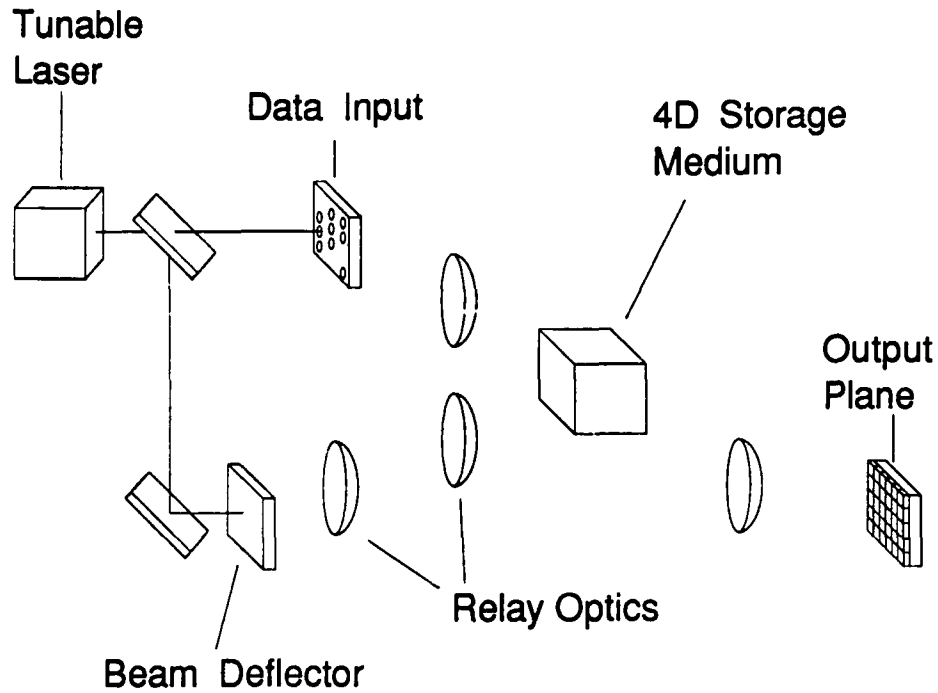 Tunable
Laser
Data Input
4D Storage
Medium
Output
Plane
Relay Optics
Beam Deflector